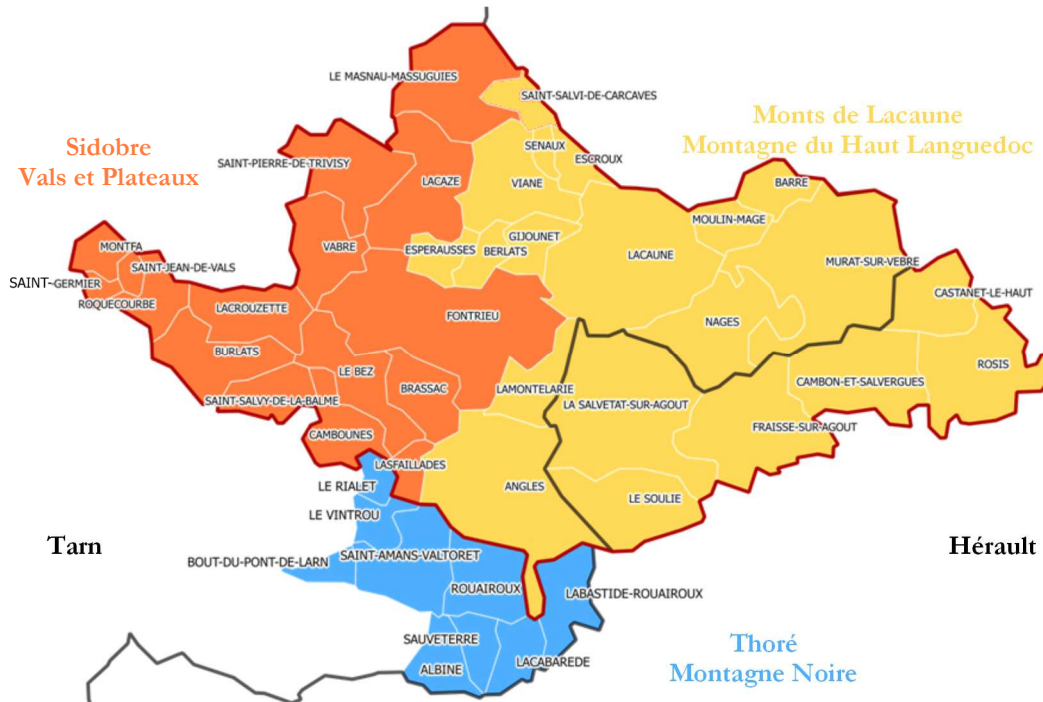 LE MASNAU-MASSUGUIES
SAINT-SALVI-DE-CARCAVES
Monts de Lacaune
Montagne du Haut Languedoc
Sidobre
Vals et Plateaux
SENAUX
ESCROUX
SAINT-PIERRE-DE-TRIVISY
LACAZE
VIANE
BARRE
MOULIN-MAGE
MONTFA
VABRE
ESPERAUSSES
GIJOUNET
BERLATS
LACAUNE
MURAT-SUR-VEBRE
SAINT-JEAN-DE-VALS
SAINT-GERMIER
ROQUECOURBE
LACROUZETTE
FONTRIEU
NAGES
CASTANET-LE-HAUT
BURLATS
LE BEZ
BRASSAC
LAMONTELARIE
CAMBON-ET-SALVERGUES
ROSIS
SAINT-SALVY-DE-LA-BALME
LA SALVETAT-SUR-AGOUT
FRAISSE-SUR-AGOUT
CAMBOUNES
LASFAILLADES
LE RIALET
ANGLES
LE SOULIE
LE VINTROU
Tarn
Hérault
BOUT-DU-PONT-DE-LARN
SAINT-AMANS-VALTORET
ROUAIROUX
LABASTIDE-ROUAIROUX
SAUVETERRE
ALBINE
LACABAREDE
Thoré
Montagne Noire